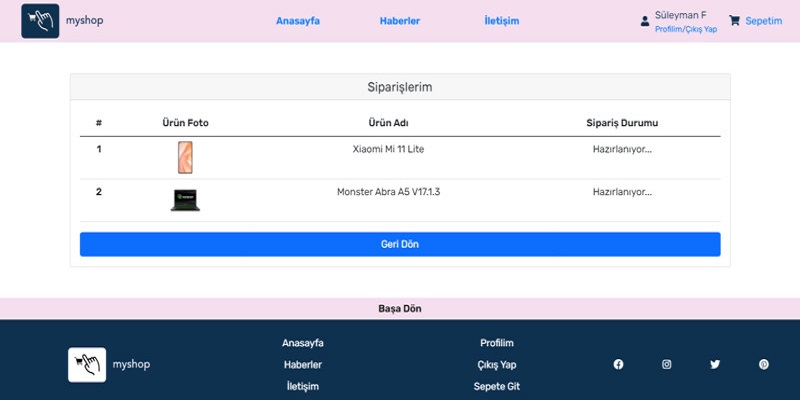 myshop
Anasayfa
Haberler
İletişim
Süleyman F
Profilim/Çıkış Yap
Sepetim
Siparişlerim
# Ürün Foto Ürün Adı Sipariş Durumu
1 Xiaomi Mi 11 Lite Hazırlanıyor...
2 Monster Abra A5 V17.1.3 Hazırlanıyor...
Geri Dön
Başa Dön
myshop
Anasayfa
Haberler
İletişim
Profilim
Çıkış Yap
Sepete Git